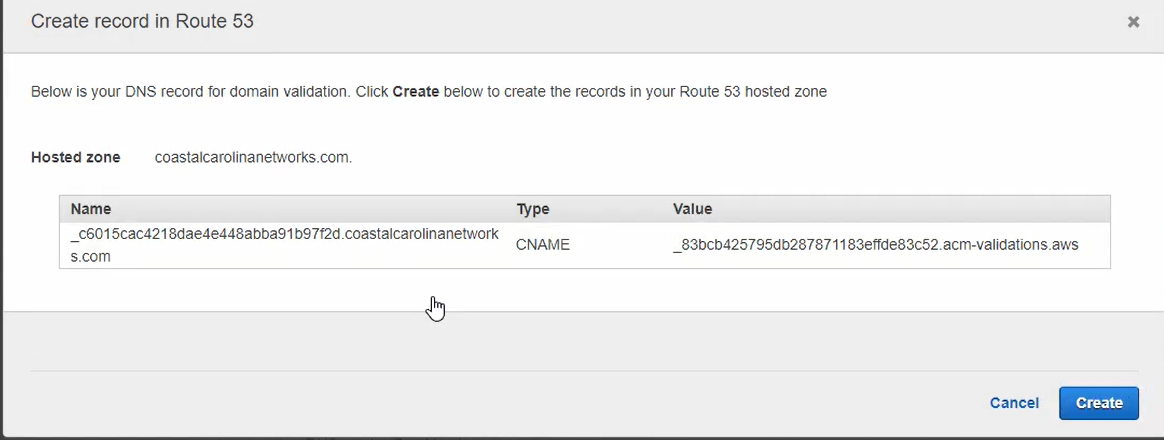 Create record in Route 53
Below is your DNS record for domain validation. Click Create below to create the records in your Route 53 hosted zone
Hosted zone coastalcarolinanetworks.com.
Name Type Value
_c6015cac4218dae4e448abba91b97f2d.coastalcarolinanetwork
s.com
CNAME
_83bcb425795db287871183effde83c52.acm-validations.aws
Cancel Create